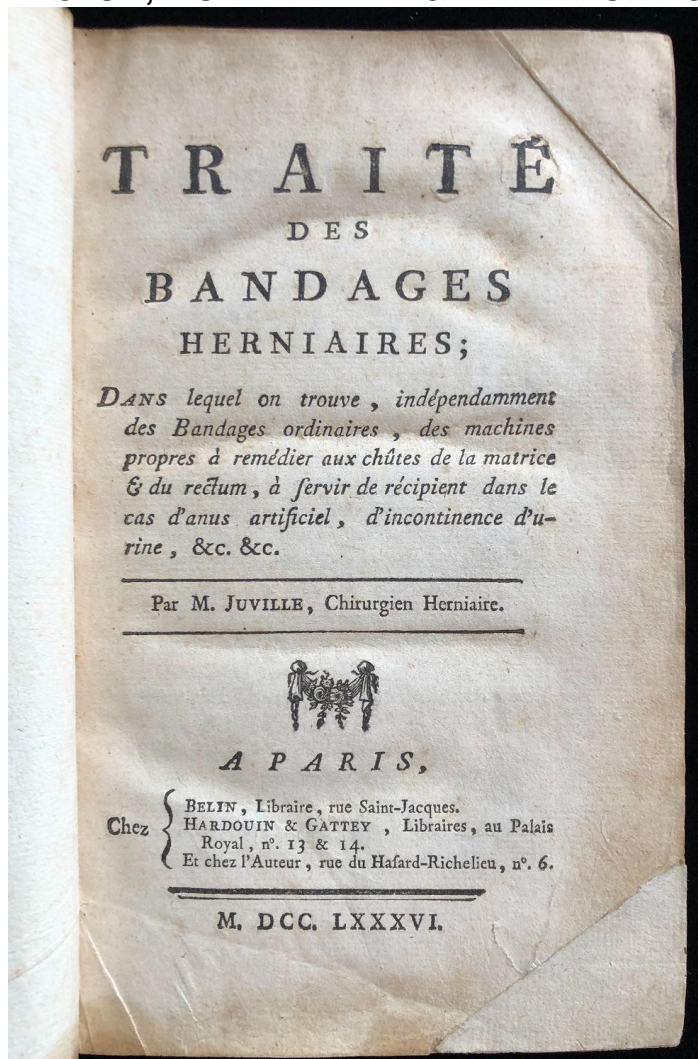 TRAITÉ
DES
BANDAGES
HERNIAIRES;
DANS lequel on trouve, indépendamment
des Bandages ordinaires, des machines
propres à remédier aux chûtes de la matrice
& du rectum, à ſervir de récipient dans le
cas d'anus artificiel, d'incontinence d'u-
rine, &c. &c.
Par M. JUVILLE, Chirurgien Herniaire.
A PARIS,
Chez
BELIN, Libraire, rue Saint-Jacques.
HARDOUIN & GATTEY, Libraires, au Palais
Royal, nº. 13 & 14.
Et chez l'Auteur, rue du Haſard-Richelieu, nº. 6.
M. DCC. LXXXVI.